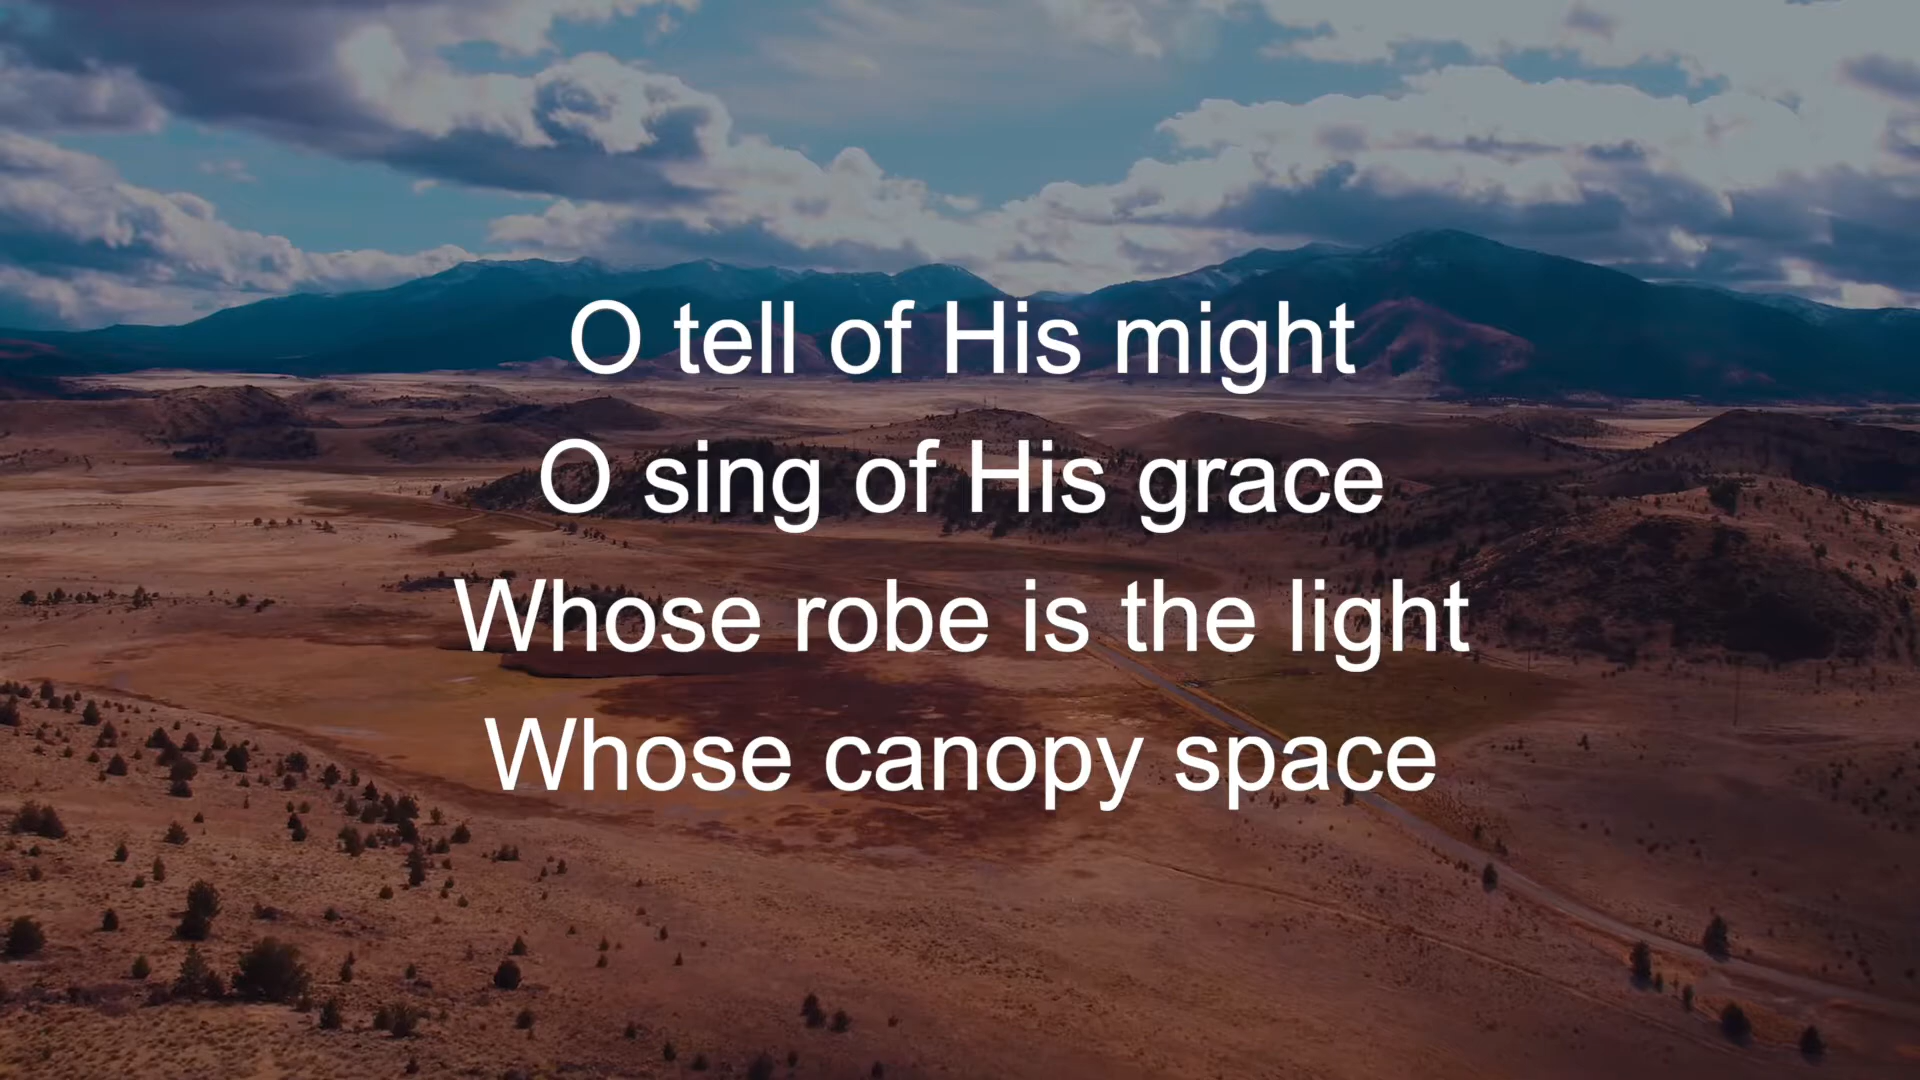 O tell of His might
O sing of His grace
Whose robe is the light
Whose canopy space